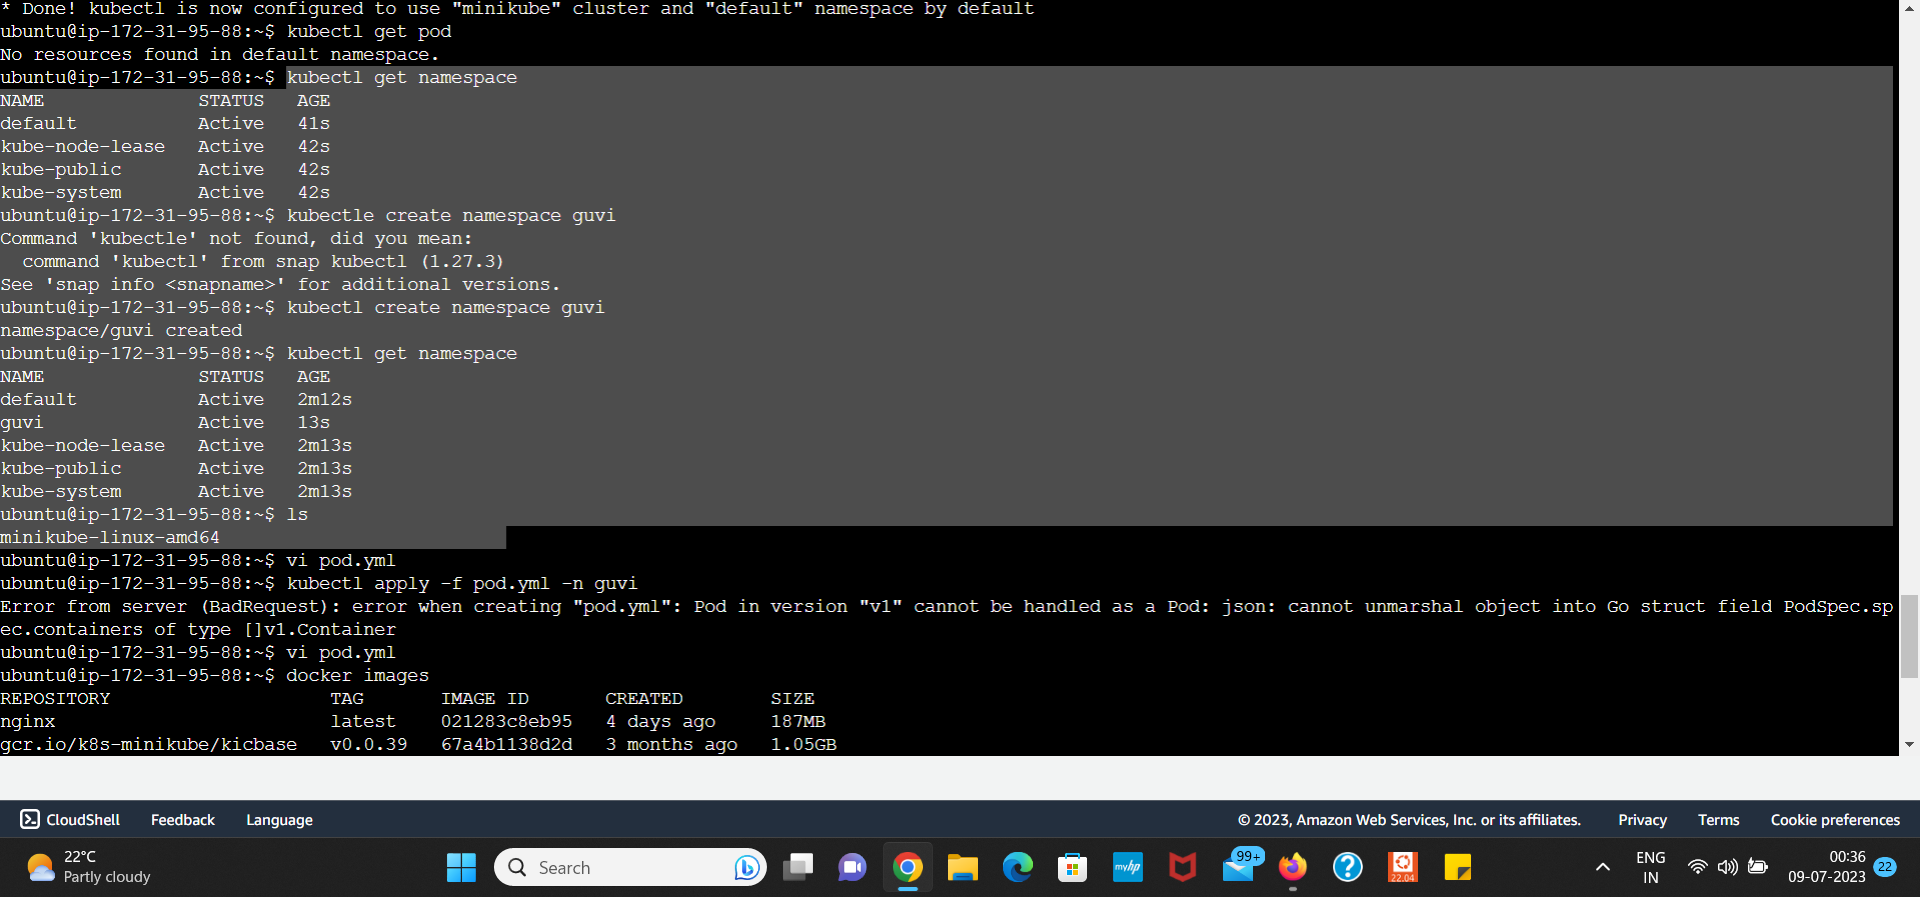 * Done! kubectl is now configured to use "minikube" cluster and "default" namespace by default
ubuntu@ip-172-31-95-88:~$ kubectl get pod
No resources found in default namespace.
ubuntu@ip-172-31-95-88:~$ kubectl get namespace
NAME              STATUS   AGE
default           Active   41s
kube-node-lease   Active   42s
kube-public       Active   42s
kube-system       Active   42s
ubuntu@ip-172-31-95-88:~$ kubectle create namespace guvi
Command 'kubectle' not found, did you mean:
  command 'kubectl' from snap kubectl (1.27.3)
See 'snap info <snapname>' for additional versions.
ubuntu@ip-172-31-95-88:~$ kubectl create namespace guvi
namespace/guvi created
ubuntu@ip-172-31-95-88:~$ kubectl get namespace
NAME              STATUS   AGE
default           Active   2m12s
guvi              Active   13s
kube-node-lease   Active   2m13s
kube-public       Active   2m13s
kube-system       Active   2m13s
ubuntu@ip-172-31-95-88:~$ ls
minikube-linux-amd64
ubuntu@ip-172-31-95-88:~$ vi pod.yml
ubuntu@ip-172-31-95-88:~$ kubectl apply -f pod.yml -n guvi
Error from server (BadRequest): error when creating "pod.yml": Pod in version "v1" cannot be handled as a Pod: json: cannot unmarshal object into Go struct field PodSpec.sp
ec.containers of type []v1.Container
ubuntu@ip-172-31-95-88:~$ vi pod.yml
ubuntu@ip-172-31-95-88:~$ docker images
REPOSITORY                    TAG       IMAGE ID       CREATED        SIZE
nginx                         latest    021283c8eb95   4 days ago     187MB
gcr.io/k8s-minikube/kicbase   v0.0.39   67a4b1138d2d   3 months ago   1.05GB
CloudShell Feedback Language © 2023, Amazon Web Services, Inc. or its affiliates. Privacy Terms Cookie preferences
22°C
Partly cloudy
Search
myhp
99+
22.04
ENG
IN
00:36
09-07-2023
22